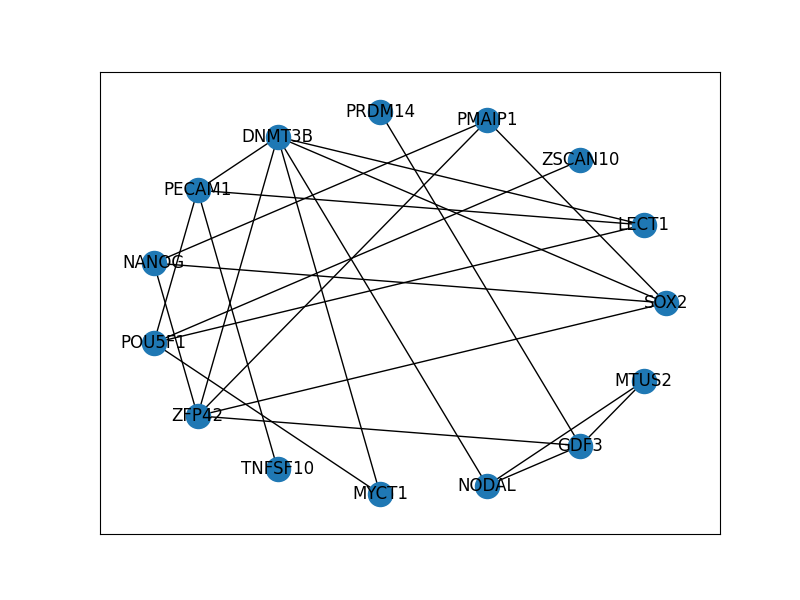 PRDM14
PMAIP1
DNMT3B
ZSCAN10
PECAM1
LECT1
NANOG
SOX2
POU5F1
MTUS2
ZFP42
GDF3
TNFSF10
NODAL
MYCT1